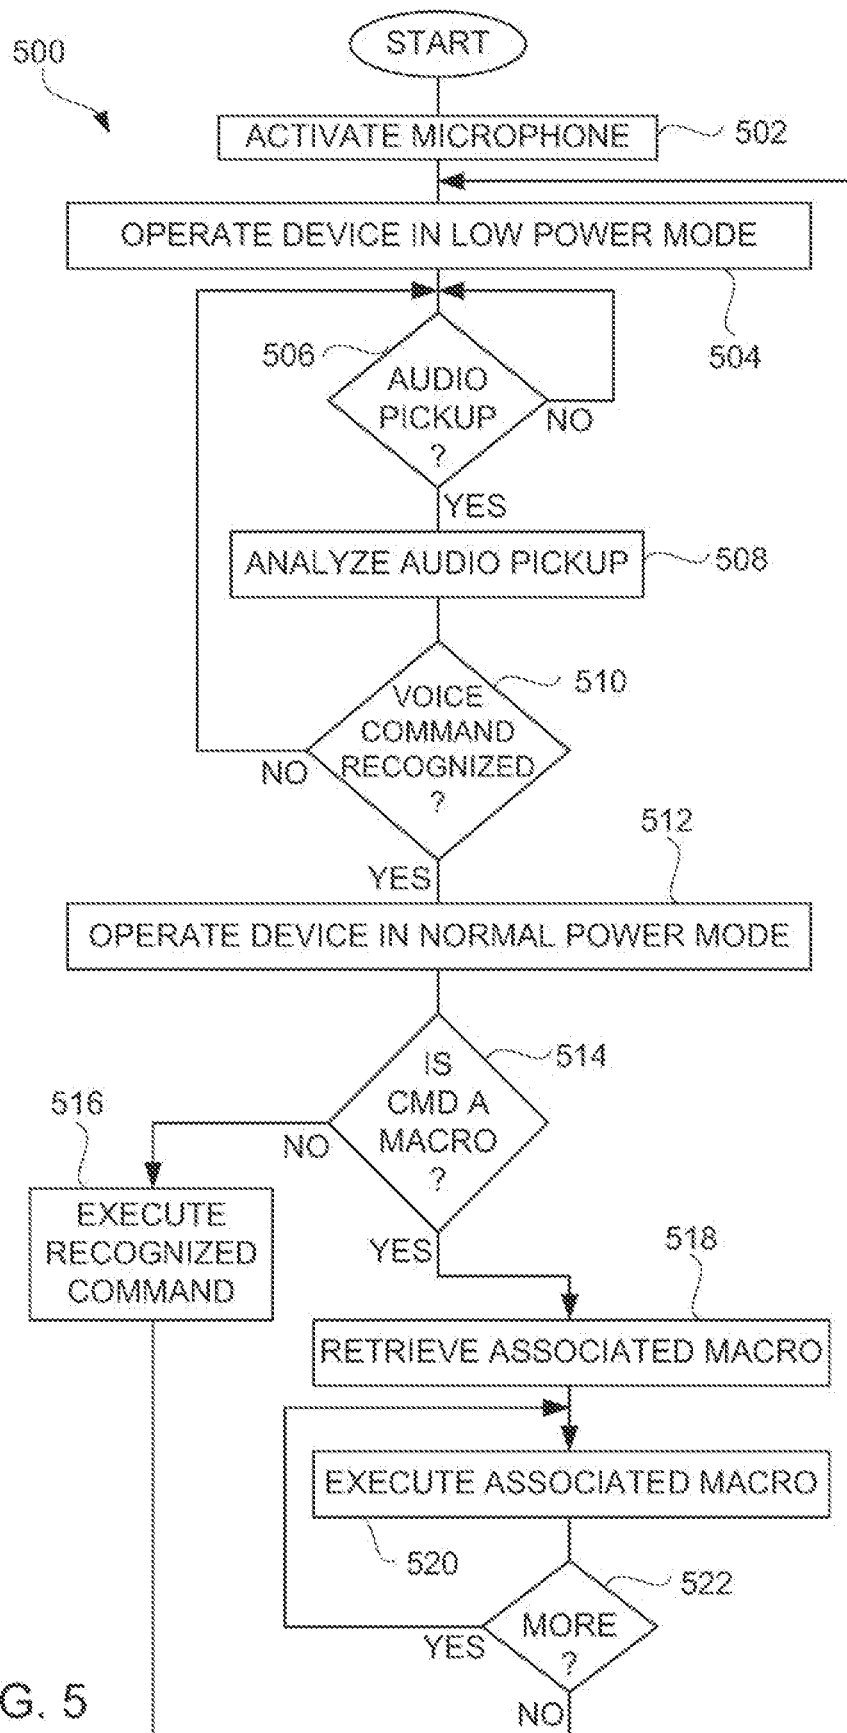 START
500
ACTIVATE MICROPHONE
502
OPERATE DEVICE IN LOW POWER MODE
504
506
AUDIO
PICKUP
?
NO
YES
ANALYZE AUDIO PICKUP
508
510
VOICE
COMMAND
RECOGNIZED
?
NO
YES
512
OPERATE DEVICE IN NORMAL POWER MODE
514
IS
CMD A
MACRO
?
NO
YES
516
EXECUTE
RECOGNIZED
COMMAND
518
RETRIEVE ASSOCIATED MACRO
EXECUTE ASSOCIATED MACRO
520
522
MORE
?
YES
NO
G. 5